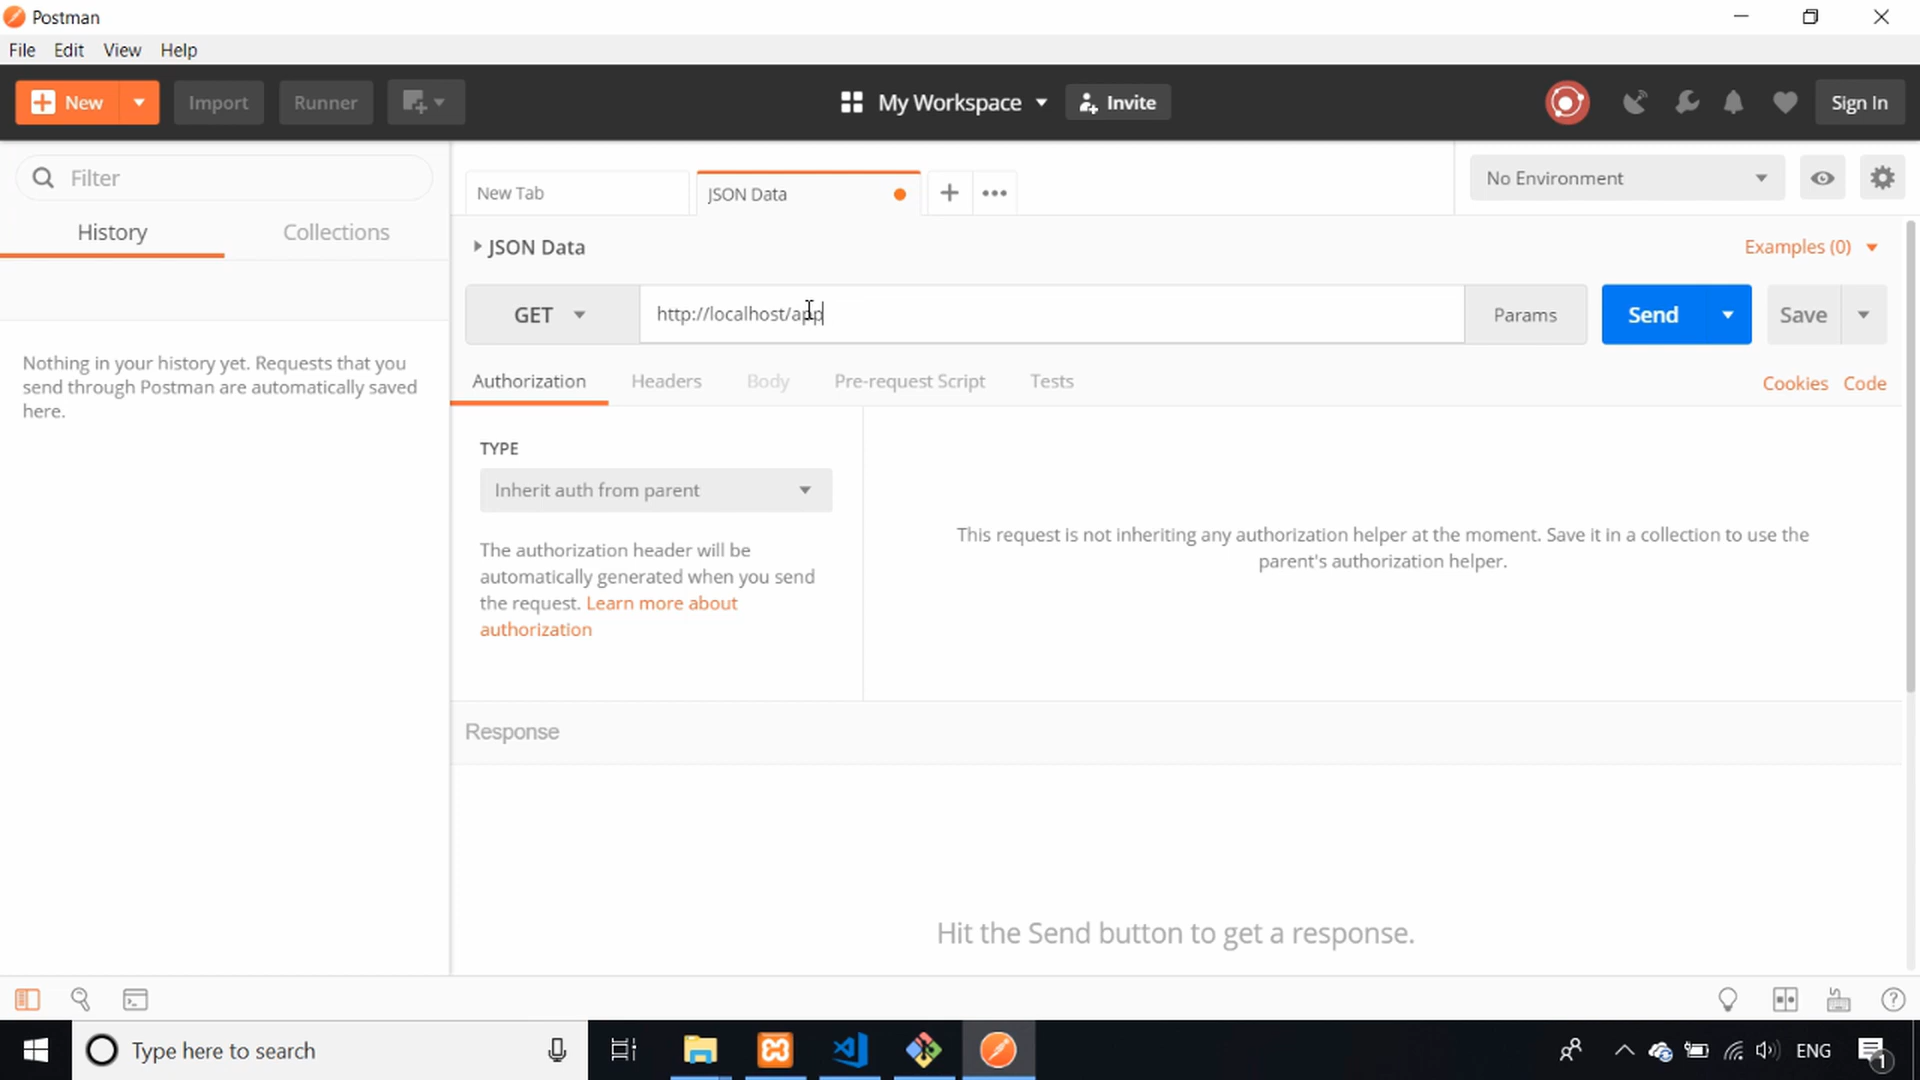 Postman
File Edit View Help
New Import Runner My Workspace Invite Sign In
Filter
History Collections
Nothing in your history yet. Requests that you
send through Postman are automatically saved
here.
New Tab JSON Data No Environment
JSON Data Examples (0)
GET http://localhost/app Params Send Save
Authorization Headers Body Pre-request Script Tests Cookies Code
TYPE
Inherit auth from parent
The authorization header will be
automatically generated when you send
the request. Learn more about
authorization
This request is not inheriting any authorization helper at the moment. Save it in a collection to use the
parent's authorization helper.
Response
Hit the Send button to get a response.
Type here to search ENG 1